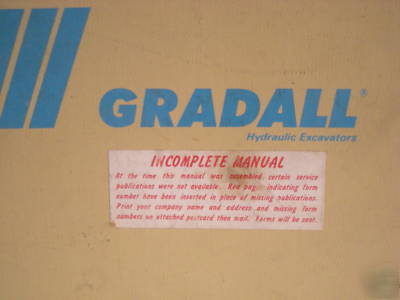 GRADALL®
Hydraulic Excavators
INCOMPLETE MANUAL
At the time this manual was assembled certain service
publications were not available. Red pages indicating form
number have been inserted in place of missing publications.
Print your company name and address and missing form
numbers on attached postcard then mail. Forms will be sent.